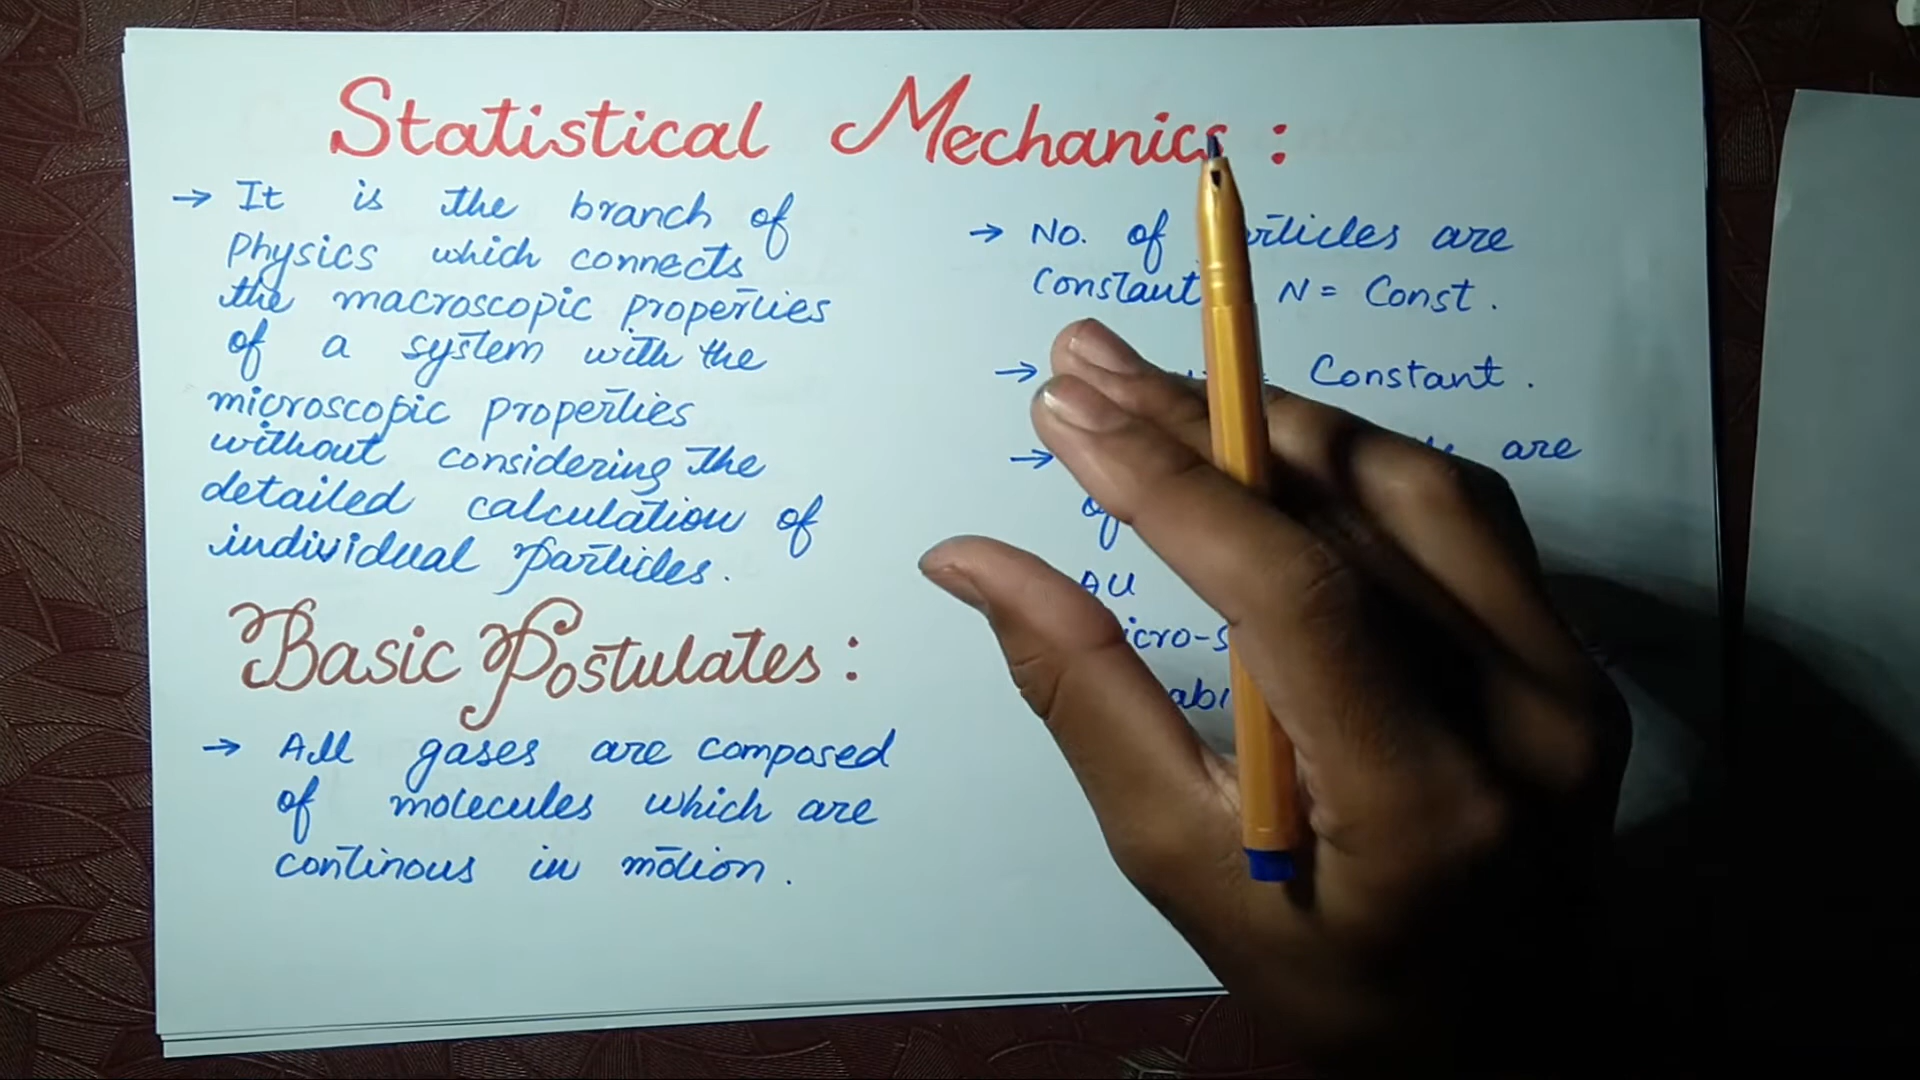 Statistical Mechanics :
→ It is the branch of
Physics which connects
the macroscopic properties
of a system with the
microscopic properties
without considering the
detailed calculation of
individual Particles.
Basic Postulates :
→ All gases are composed
of molecules which are
continous in motion.
→ No. of are
Constant N = Const.
→ Constant.
→ are
of
All